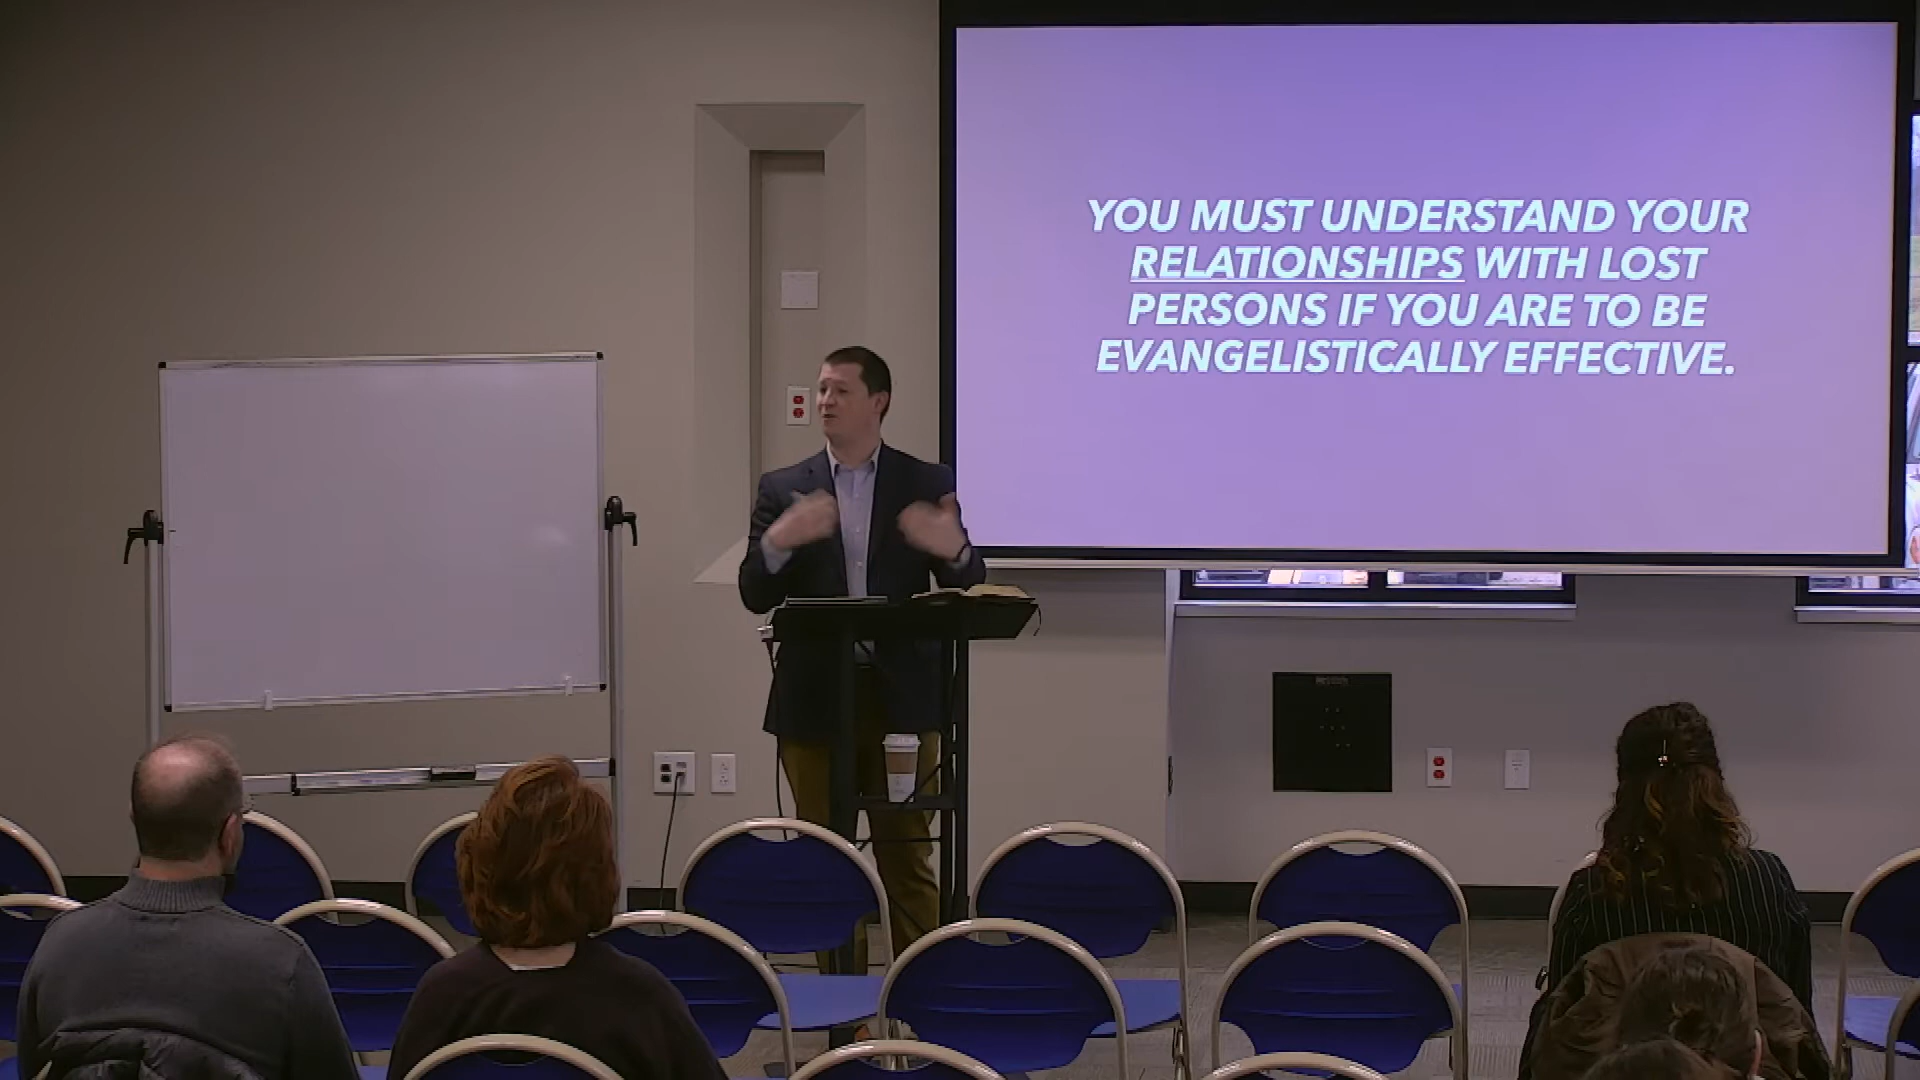 YOU MUST UNDERSTAND YOUR
RELATIONSHIPS WITH LOST
PERSONS IF YOU ARE TO BE
EVANGELISTICALLY EFFECTIVE.